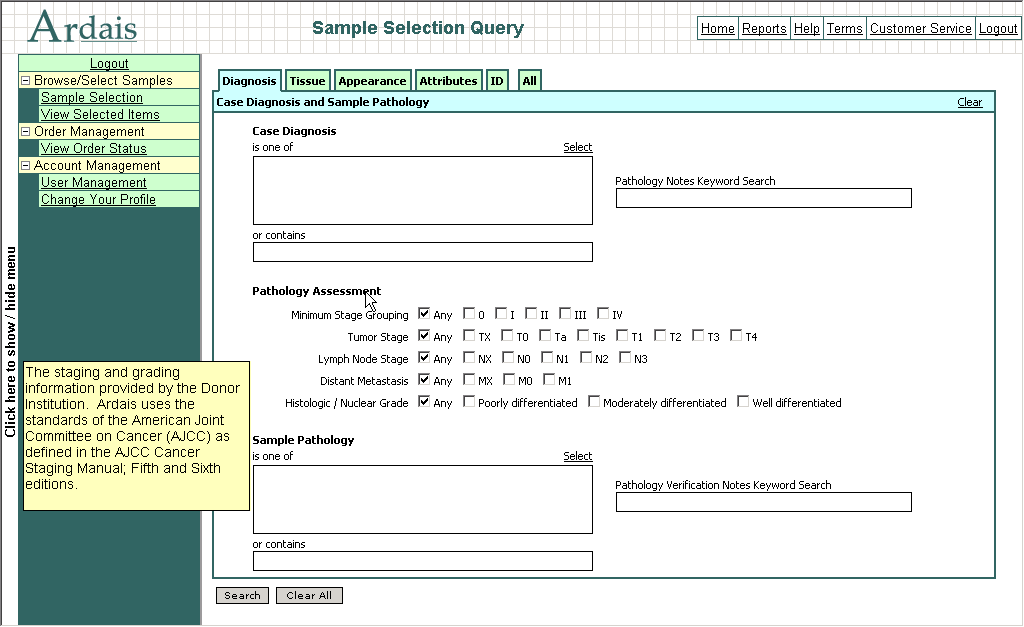 Ardais
Sample Selection Query
Home Reports Help Terms Customer Service Logout
Logout
Browse/Select Samples
Sample Selection
View Selected Items
Order Management
View Order Status
Account Management
User Management
Change Your Profile
Click here to show / hide menu
The staging and grading
information provided by the Donor
Institution. Ardais uses the
standards of the American Joint
Committee on Cancer (AJCC) as
defined in the AJCC Cancer
Staging Manual; Fifth and Sixth
editions.
Diagnosis Tissue Appearance Attributes ID All
Case Diagnosis and Sample Pathology Clear
Case Diagnosis
is one of Select
Pathology Notes Keyword Search
or contains
Pathology Assessment
Minimum Stage Grouping Any 0 I II III IV
Tumor Stage Any TX T0 Ta Tis T1 T2 T3 T4
Lymph Node Stage Any NX N0 N1 N2 N3
Distant Metastasis Any MX M0 M1
Histologic / Nuclear Grade Any Poorly differentiated Moderately differentiated Well differentiated
Sample Pathology
is one of Select
Pathology Verification Notes Keyword Search
or contains
Search Clear All